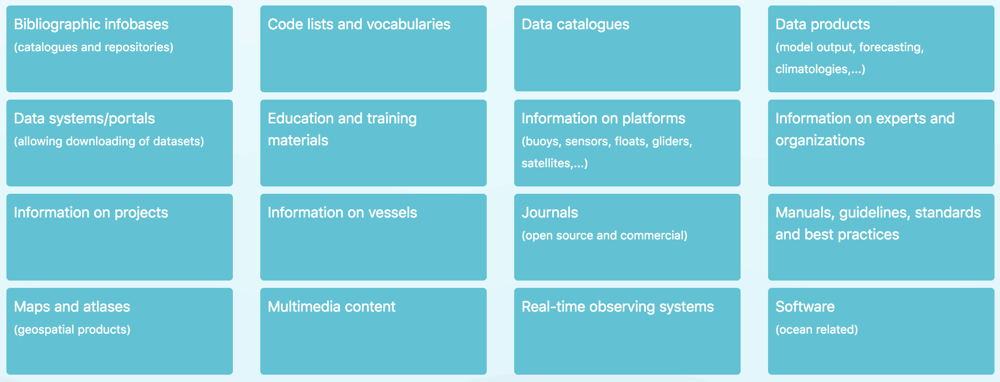 Bibliographic infobases
(catalogues and repositories)
Code lists and vocabularies
Data catalogues
Data products
(model output, forecasting,
climatologies,...)
Data systems/portals
(allowing downloading of datasets)
Education and training
materials
Information on platforms
(buoys, sensors, floats, gliders,
satellites,...)
Information on experts and
organizations
Information on projects
Information on vessels
Journals
(open source and commercial)
Manuals, guidelines, standards
and best practices
Maps and atlases
(geospatial products)
Multimedia content
Real-time observing systems
Software
(ocean related)